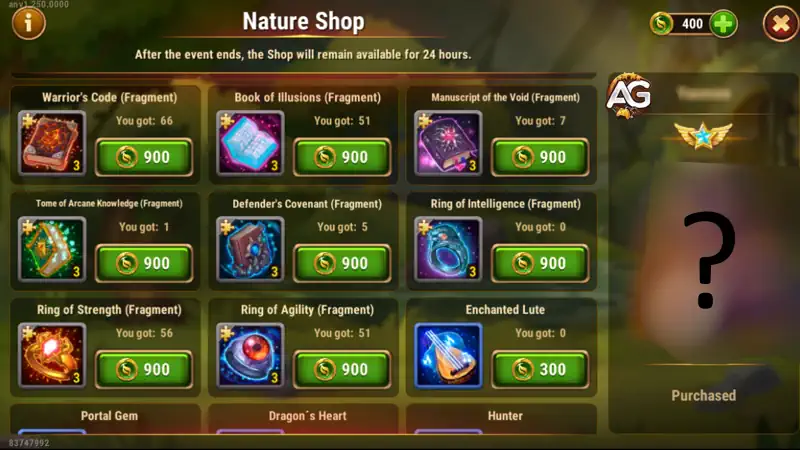 any1.250.0000
i
Nature Shop
400
After the event ends, the Shop will remain available for 24 hours.
Warrior's Code (Fragment)
You got: 66
3
900
Book of Illusions (Fragment)
You got: 51
3
900
Manuscript of the Void (Fragment)
You got: 7
3
900
AG
Tome of Arcane Knowledge (Fragment)
You got: 1
3
900
Defender's Covenant (Fragment)
You got: 5
3
900
Ring of Intelligence (Fragment)
You got: 0
3
900
?
Ring of Strength (Fragment)
You got: 56
3
900
Ring of Agility (Fragment)
You got: 51
3
900
Enchanted Lute
You got: 0
300
Purchased
Portal Gem
Dragon´s Heart
Hunter
83747992